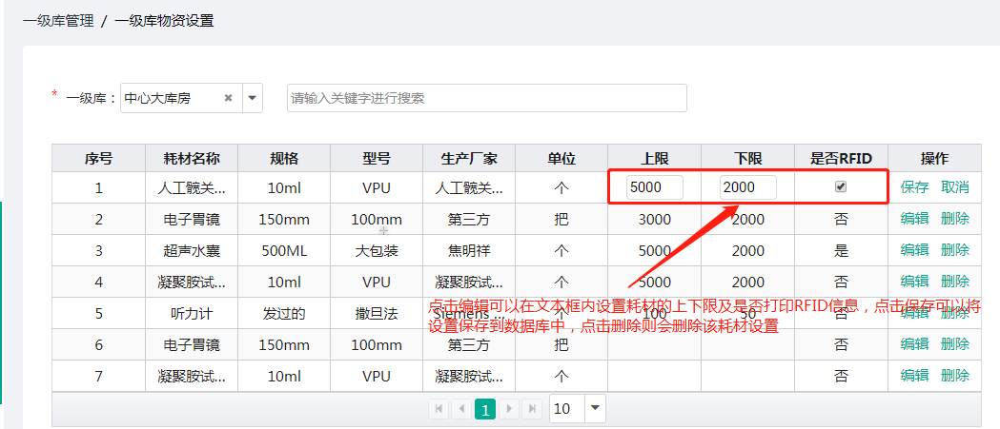 一级库管理 / 一级库物资设置
* 一级库： 中心大库房 × 请输入关键字进行搜索
序号 耗材名称 规格 型号 生产厂家 单位 上限 下限 是否RFID 操作
1 人工髋关... 10ml VPU 人工髋关... 个 5000 2000 保存 取消
2 电子胃镜 150mm 100mm 第三方 把 3000 2000 否 编辑 删除
3 超声水囊 500ML 大包装 焦明祥 个 5000 2000 是 编辑 删除
4 凝聚胺试... 10ml VPU 凝聚胺试... 个 5000 2000 否 编辑 删除
5 听力计 发过的 撒旦法 Siemens ... 个 100 50 否 编辑 删除
点击编辑可以在文本框内设置耗材的上下限及是否打印RFID信息，点击保存可以将
设置保存到数据库中，点击删除则会删除该耗材设置
6 电子胃镜 150mm 100mm 第三方 把 否 编辑 删除
7 凝聚胺试... 10ml VPU 凝聚胺试... 个 否 编辑 删除
1 10